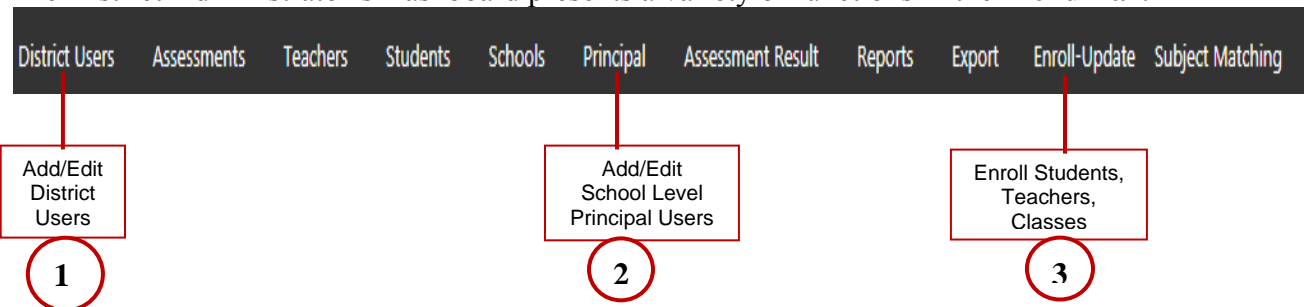 District Users Assessments Teachers Students Schools Principal Assessment Result Reports Export Enroll-Update Subject Matching
Add/Edit
District
Users
Add/Edit
School Level
Principal Users
Enroll Students,
Teachers,
Classes
1
2
3